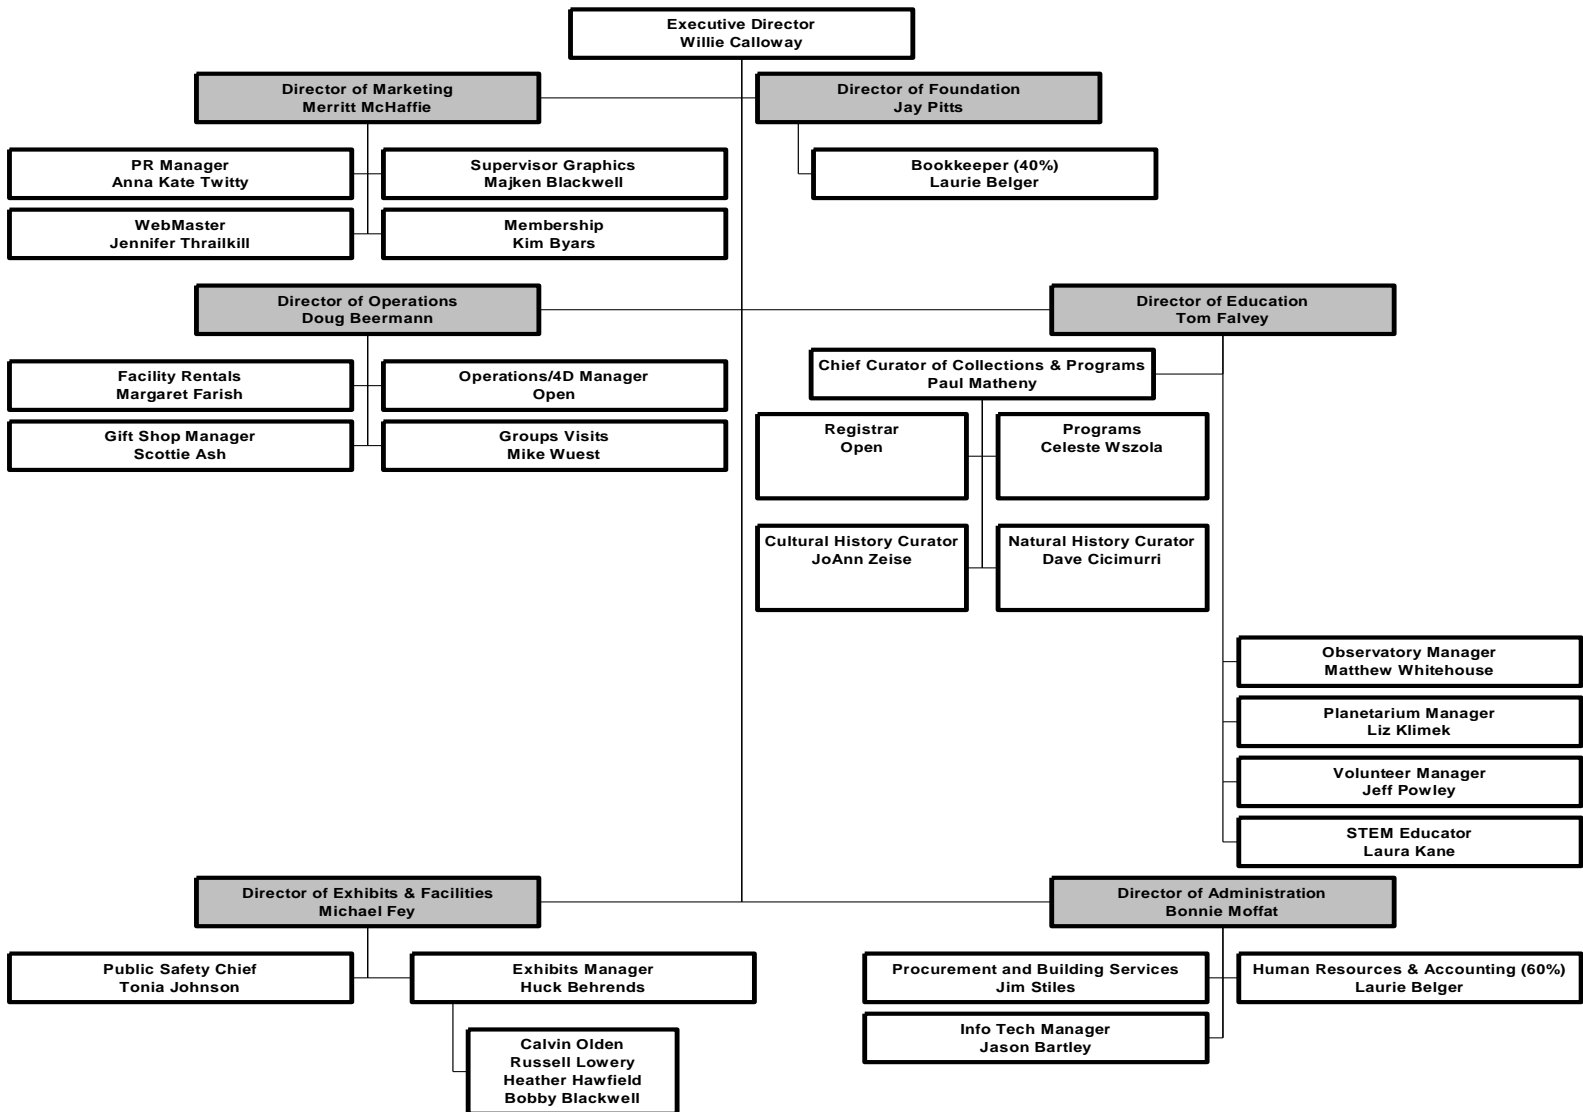 Executive Director
Willie Calloway
Director of Marketing
Merritt McHaffie
Director of Foundation
Jay Pitts
PR Manager
Anna Kate Twitty
Supervisor Graphics
Majken Blackwell
Bookkeeper (40%)
Laurie Belger
WebMaster
Jennifer Thrailkill
Membership
Kim Byars
Director of Operations
Doug Beermann
Director of Education
Tom Falvey
Facility Rentals
Margaret Farish
Operations/4D Manager
Open
Chief Curator of Collections & Programs
Paul Matheny
Gift Shop Manager
Scottie Ash
Groups Visits
Mike Wuest
Registrar
Open
Programs
Celeste Wszola
Cultural History Curator
JoAnn Zeise
Natural History Curator
Dave Cicimurri
Observatory Manager
Matthew Whitehouse
Planetarium Manager
Liz Klimek
Volunteer Manager
Jeff Powley
STEM Educator
Laura Kane
Director of Exhibits & Facilities
Michael Fey
Director of Administration
Bonnie Moffat
Public Safety Chief
Tonia Johnson
Exhibits Manager
Huck Behrends
Procurement and Building Services
Jim Stiles
Human Resources & Accounting (60%)
Laurie Belger
Calvin Olden
Russell Lowery
Heather Hawfield
Bobby Blackwell
Info Tech Manager
Jason Bartley